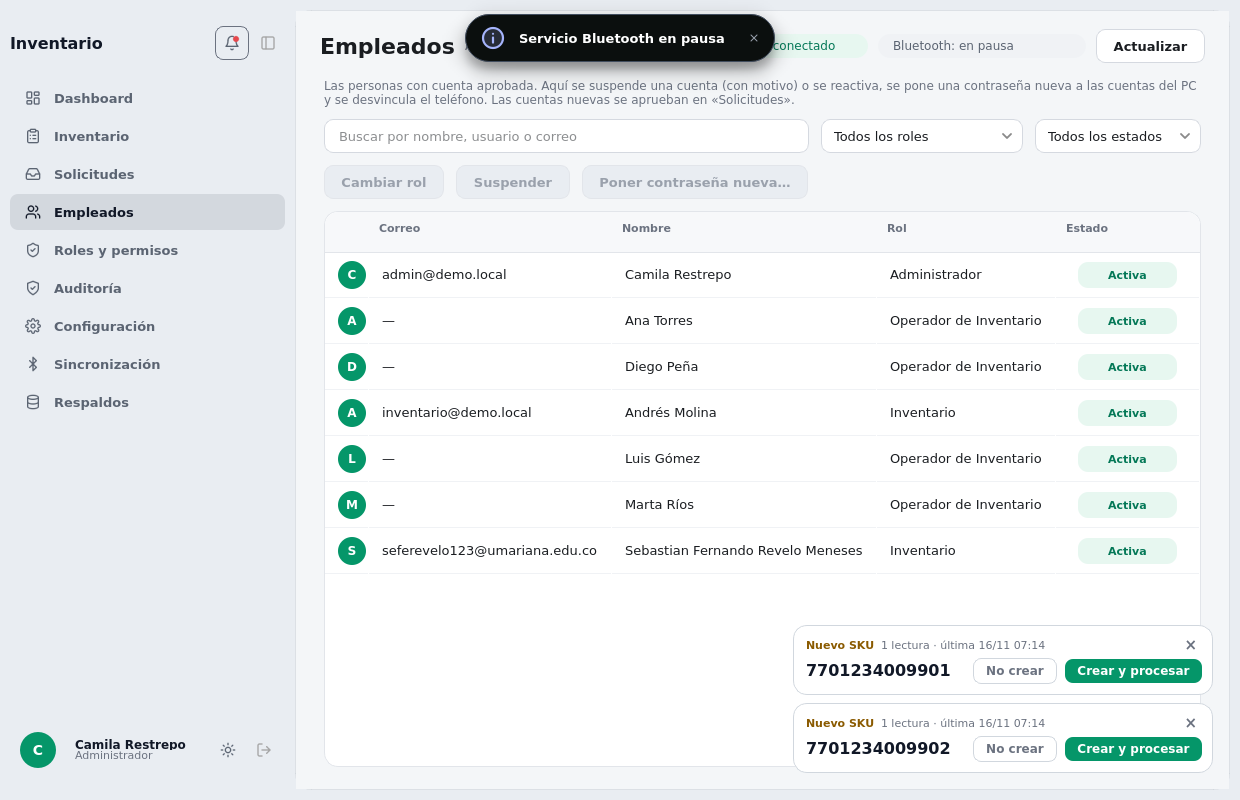 Inventario
Dashboard
Inventario
Solicitudes
Empleados
Roles y permisos
Auditoría
Configuración
Sincronización
Respaldos
C
Camila Restrepo
Administrador
Servicio Bluetooth en pausa ×
Empleados
conectado
Bluetooth: en pausa
Actualizar
Las personas con cuenta aprobada. Aquí se suspende una cuenta (con motivo) o se reactiva, se pone una contraseña nueva a las cuentas del PC
y se desvincula el teléfono. Las cuentas nuevas se aprueban en «Solicitudes».
Buscar por nombre, usuario o correo
Todos los roles
Todos los estados
Cambiar rol
Suspender
Poner contraseña nueva…
Correo Nombre Rol Estado
C admin@demo.local Camila Restrepo Administrador Activa
A — Ana Torres Operador de Inventario Activa
D — Diego Peña Operador de Inventario Activa
A inventario@demo.local Andrés Molina Inventario Activa
L — Luis Gómez Operador de Inventario Activa
M — Marta Ríos Operador de Inventario Activa
S seferevelo123@umariana.edu.co Sebastian Fernando Revelo Meneses Inventario Activa
Nuevo SKU 1 lectura · última 16/11 07:14 ×
7701234009901 No crear Crear y procesar
Nuevo SKU 1 lectura · última 16/11 07:14 ×
7701234009902 No crear Crear y procesar